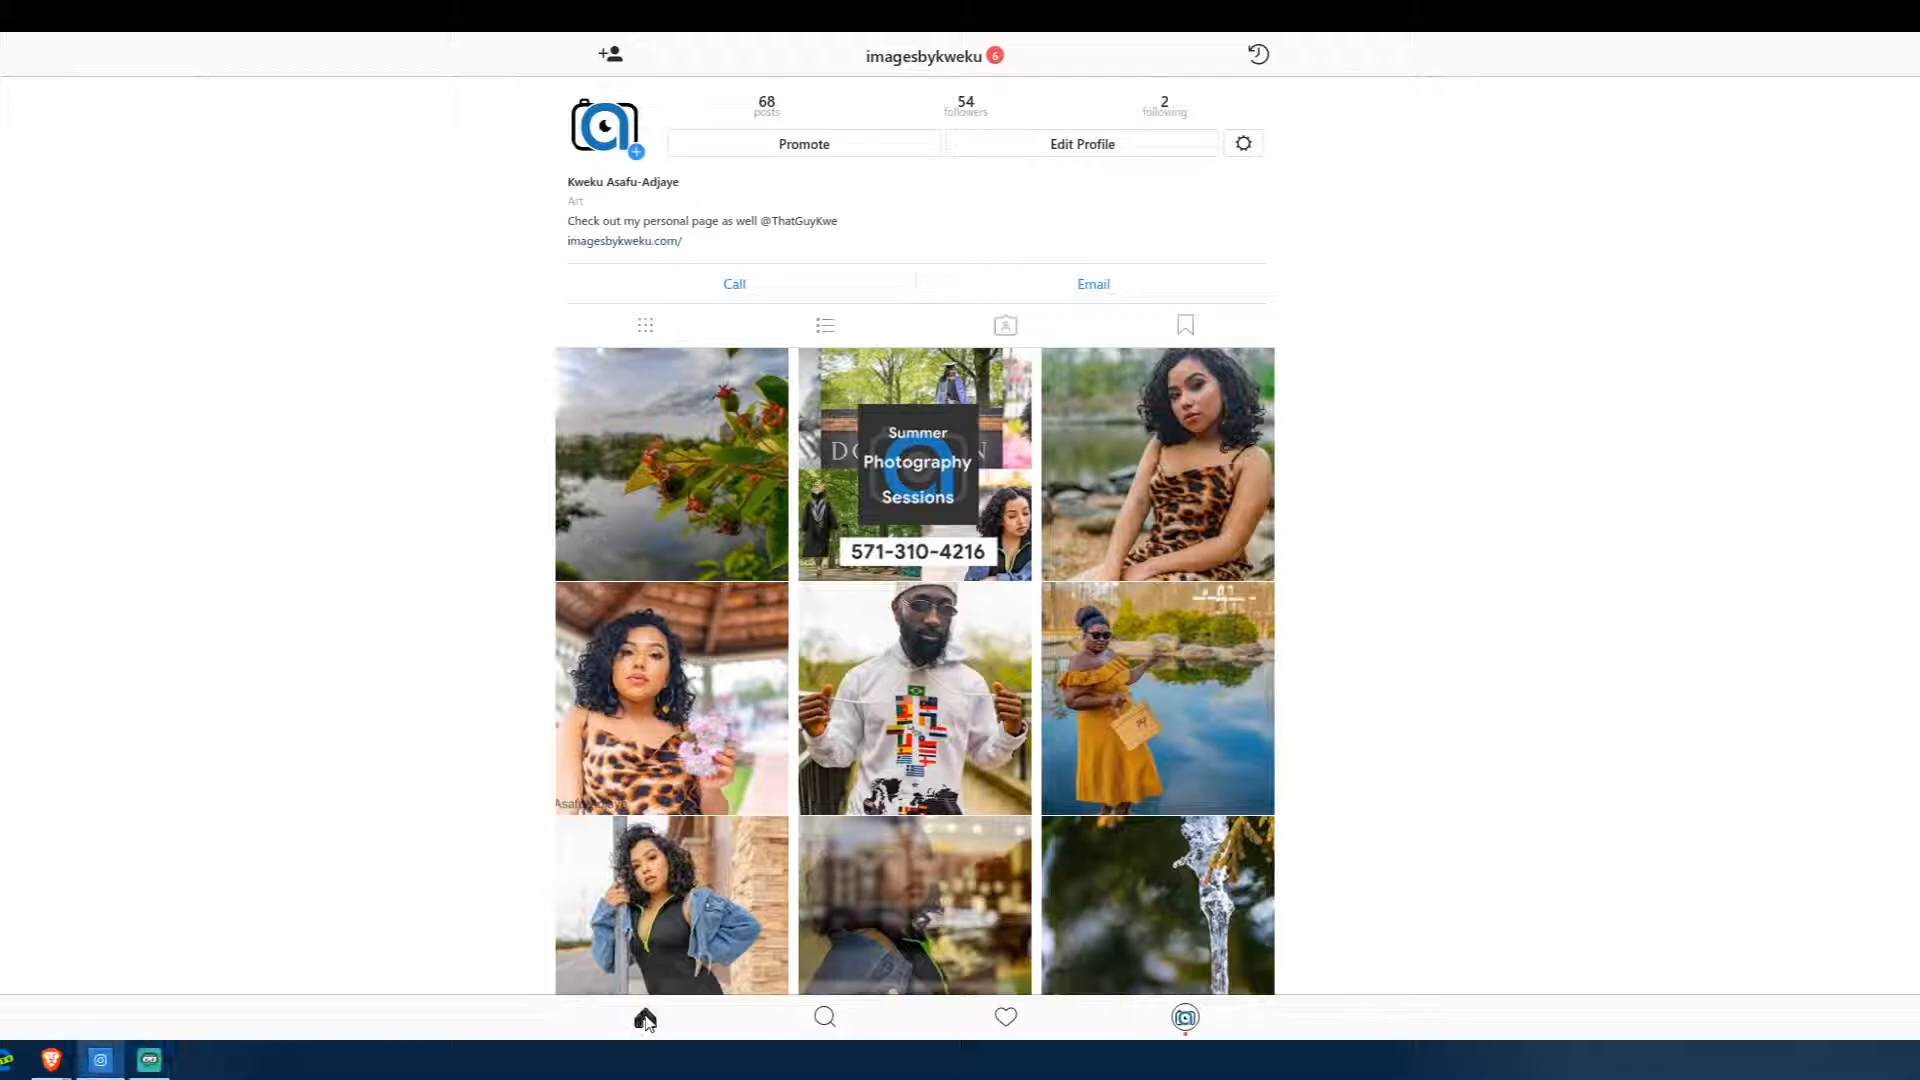 imagesbykweku 6
68 54 2
posts followers following
Promote Edit Profile
Kweku Asafu-Adjaye
Art
Check out my personal page as well @ThatGuyKwe
imagesbykweku.com/
Call Email
Summer
Photography
Sessions
571-310-4216